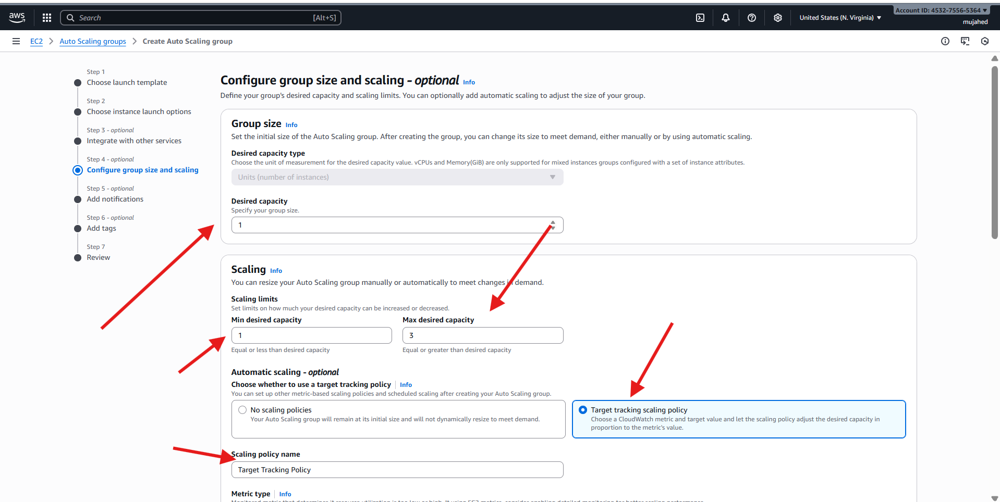 aws
Search
[Alt+S]
United States (N. Virginia)
Account ID: 4532-7556-5364
mujahed
EC2
Auto Scaling groups
Create Auto Scaling group
Step 1
Choose launch template
Step 2
Choose instance launch options
Step 3 - optional
Integrate with other services
Step 4 - optional
Configure group size and scaling
Step 5 - optional
Add notifications
Step 6 - optional
Add tags
Step 7
Review
Configure group size and scaling - optional Info
Define your group's desired capacity and scaling limits. You can optionally add automatic scaling to adjust the size of your group.
Group size Info
Set the initial size of the Auto Scaling group. After creating the group, you can change its size to meet demand, either manually or by using automatic scaling.
Desired capacity type
Choose the unit of measurement for the desired capacity value. vCPUs and Memory(GiB) are only supported for mixed instances groups configured with a set of instance attributes.
Units (number of instances)
Desired capacity
Specify your group size.
1
Scaling Info
You can resize your Auto Scaling group manually or automatically to meet changes in demand.
Scaling limits
Set limits on how much your desired capacity can be increased or decreased.
Min desired capacity
1
Equal or less than desired capacity
Max desired capacity
3
Equal or greater than desired capacity
Automatic scaling - optional
Choose whether to use a target tracking policy Info
You can set up other metric-based scaling policies and scheduled scaling after creating your Auto Scaling group.
No scaling policies
Your Auto Scaling group will remain at its initial size and will not dynamically resize to meet demand.
Target tracking scaling policy
Choose a CloudWatch metric and target value and let the scaling policy adjust the desired capacity in
proportion to the metric's value.
Scaling policy name
Target Tracking Policy
Metric type Info